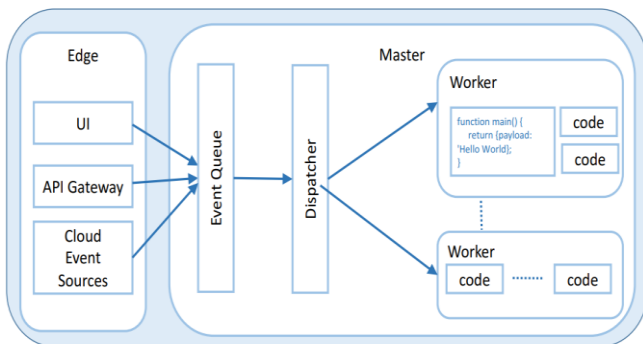 Edge
UI
API Gateway
Cloud
Event
Sources
Master
Event Queue
Dispatcher
Worker
function main() {
return {payload:
'Hello World};
}
code
code
Worker
code
code